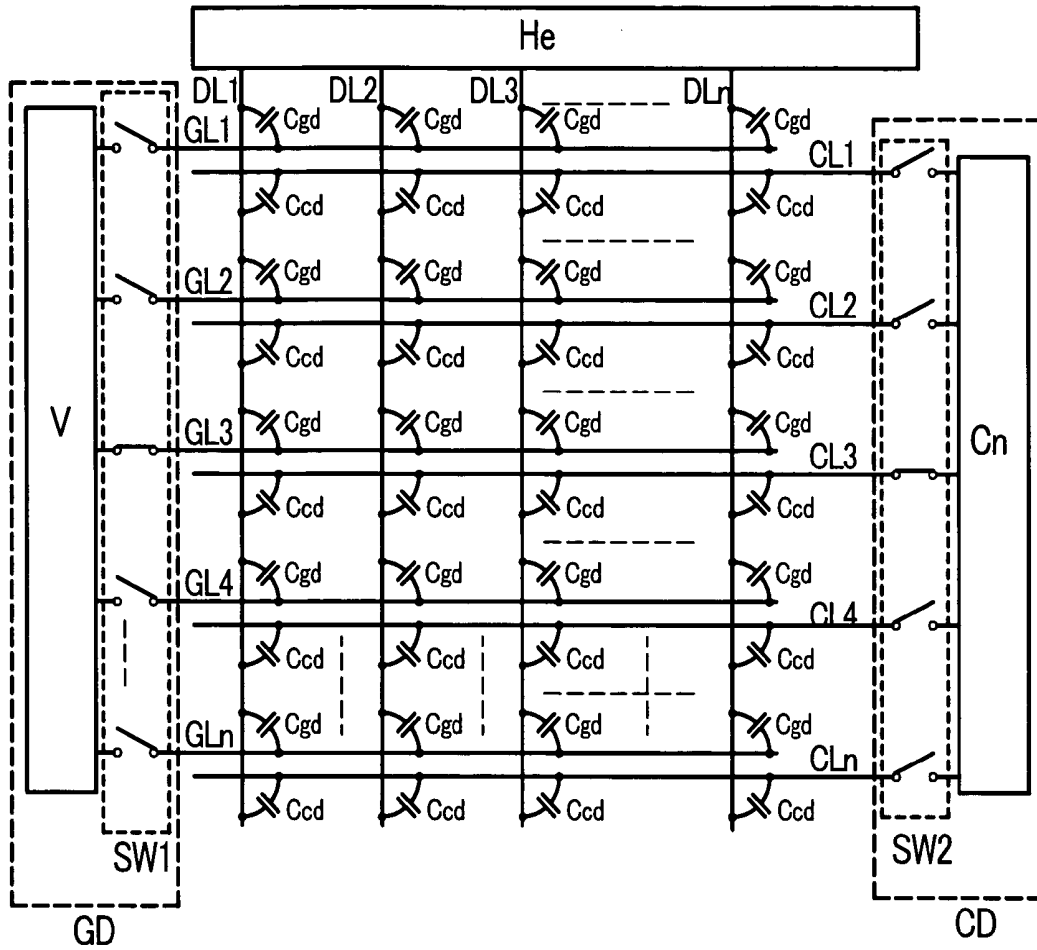 He
DL1 DL2 DL3 DLn
GL1 Cgd Cgd Cgd Cgd
CL1
Ccd Ccd Ccd Ccd
GL2 Cgd Cgd Cgd Cgd
CL2
Ccd Ccd Ccd Ccd
V GL3 Cgd Cgd Cgd Cgd Cn
CL3
Ccd Ccd Ccd Ccd
GL4 Cgd Cgd Cgd Cgd
CL4
Ccd Ccd Ccd Ccd
GLn Cgd Cgd Cgd Cgd
CLn
Ccd Ccd Ccd Ccd
SW1 SW2
GD CD